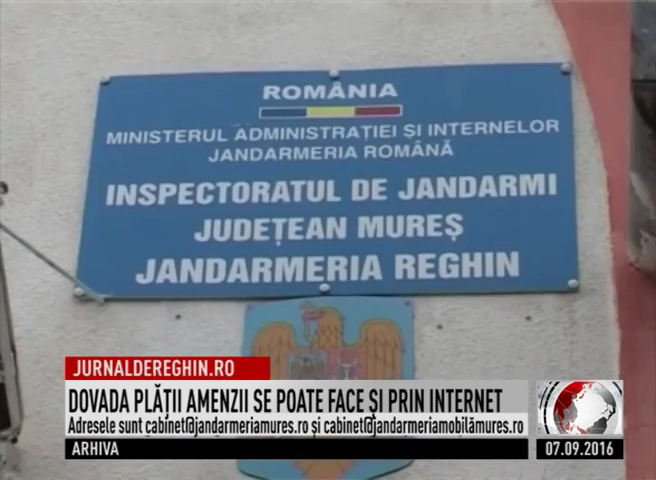 ROMÂNIA
MINISTERUL ADMINISTRAȚIEI ȘI INTERNELOR
JANDARMERIA ROMÂNĂ
INSPECTORATUL DE JANDARMI
JUDEȚEAN MUREȘ
JANDARMERIA REGHIN
JURNALDEREGHIN.RO
DOVADA PLĂȚII AMENZII SE POATE FACE ȘI PRIN INTERNET
Adresele sunt cabinet@jandarmeriamures.ro și cabinet@jandarmeriamobilămures.ro
ARHIVA
07.09.2016